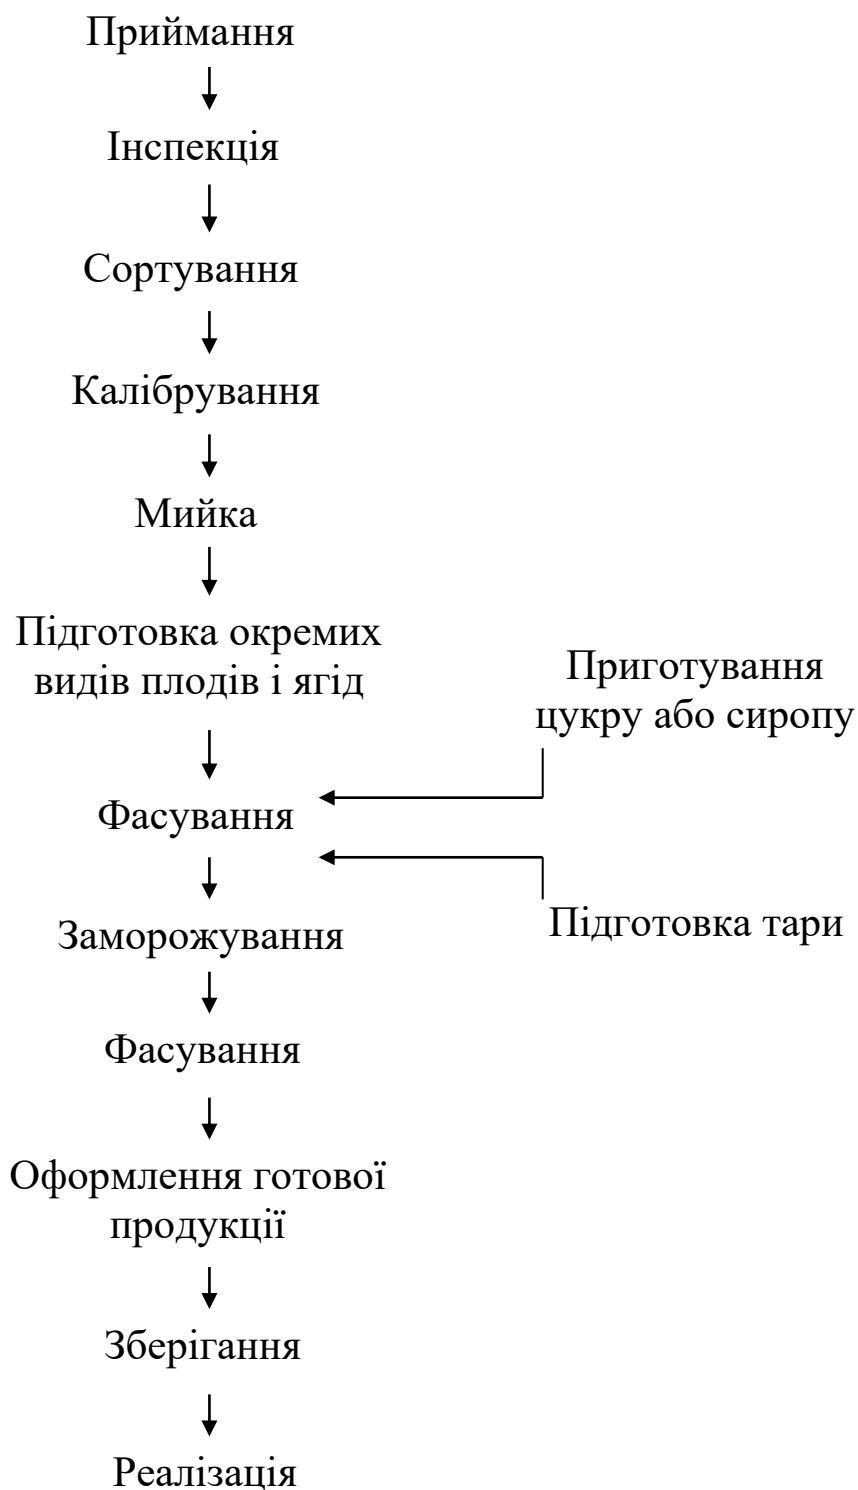 Приймання
Інспекція
Сортування
Калібрування
Мийка
Підготовка окремих
видів плодів і ягід
Приготування
цукру або сиропу
Фасування
Підготовка тари
Заморожування
Фасування
Оформлення готової
продукції
Зберігання
Реалізація